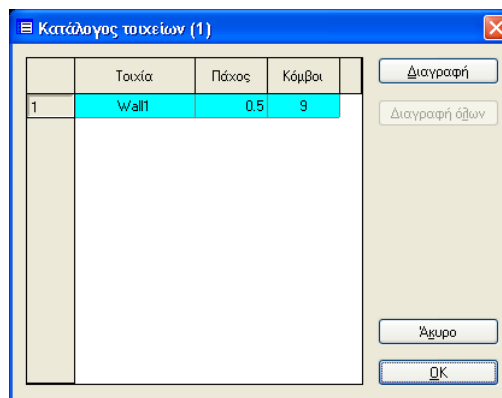 Κατάλογος τοιχείων (1)
Τοιχία Πάχος Κόμβοι
1 Wall1 0.5 9
Διαγραφή
Διαγραφή όλων
Άκυρο
OK